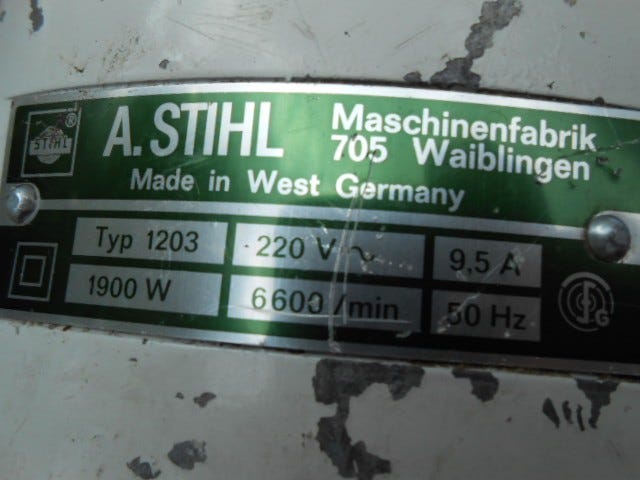 STIHL ®
A. STIHL
Maschinenfabrik
705 Waiblingen
Made in West Germany
Typ 1203 220 V ~ 9,5 A
1900 W 6600/min 50 Hz